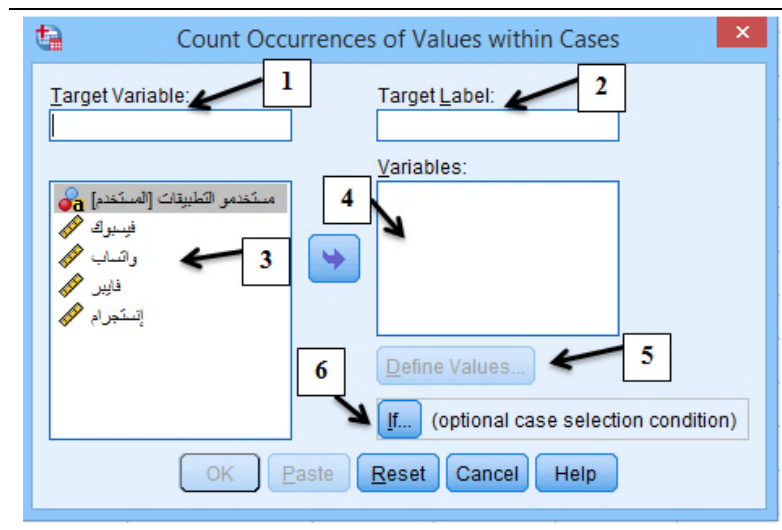 Count Occurrences of Values within Cases
1
2
Target Variable:
Target Label:
Variables:
مستخدمو التطبيقات [المستخدم]
فيسبوك
واتساب
فايبر
إنستجرام
3
4
Define Values...
5
6
If... (optional case selection condition)
OK Paste Reset Cancel Help